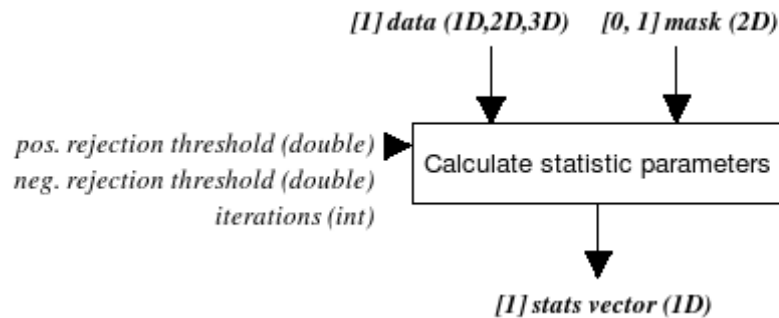 [1] data (1D,2D,3D) [0, 1] mask (2D)
pos. rejection threshold (double)
Calculate statistic parameters
neg. rejection threshold (double)
iterations (int)
[1] stats vector (1D)